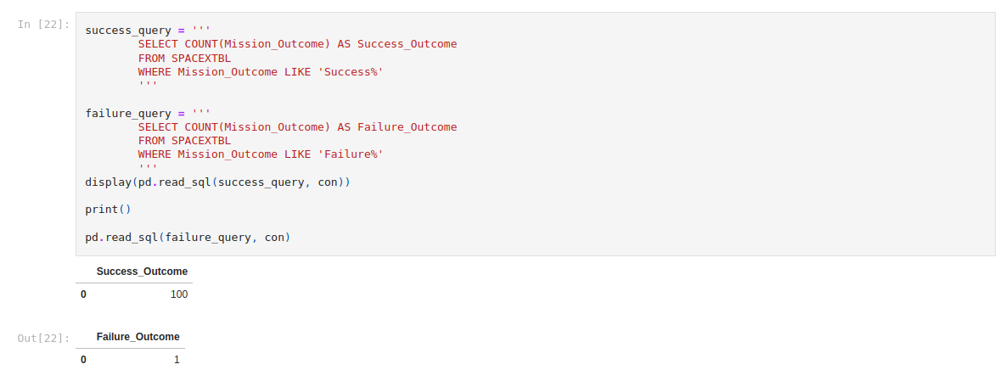 In [22]:
success_query = '''
SELECT COUNT(Mission_Outcome) AS Success_Outcome
FROM SPACEXTBL
WHERE Mission_Outcome LIKE 'Success%'
'''
failure_query = '''
SELECT COUNT(Mission_Outcome) AS Failure_Outcome
FROM SPACEXTBL
WHERE Mission_Outcome LIKE 'Failure%'
'''
display(pd.read_sql(success_query, con))
print()
pd.read_sql(failure_query, con)
Success_Outcome
0 100
Out[22]:
Failure_Outcome
0 1